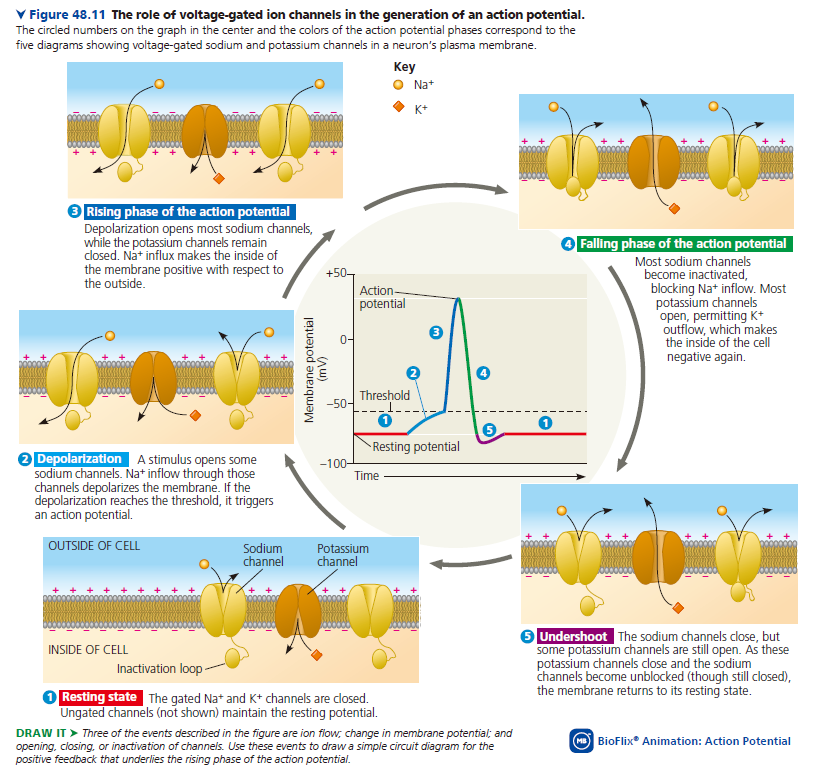 Figure 48.11 The role of voltage-gated ion channels in the generation of an action potential.
The circled numbers on the graph in the center and the colors of the action potential phases correspond to the
five diagrams showing voltage-gated sodium and potassium channels in a neuron's plasma membrane.
Key
Na+
K+
3 Rising phase of the action potential
Depolarization opens most sodium channels,
while the potassium channels remain
closed. Na+ influx makes the inside of
the membrane positive with respect to
the outside.
4 Falling phase of the action potential
Most sodium channels
become inactivated,
blocking Na+ inflow. Most
potassium channels
open, permitting K+
outflow, which makes
the inside of the cell
negative again.
+50
Action
potential
Membrane potential
(mV)
0
3
2
4
Threshold
−50
1
5
1
Resting potential
−100
Time
2 Depolarization A stimulus opens some
sodium channels. Na+ inflow through those
channels depolarizes the membrane. If the
depolarization reaches the threshold, it triggers
an action potential.
OUTSIDE OF CELL
Sodium
channel
Potassium
channel
INSIDE OF CELL
Inactivation loop
1 Resting state The gated Na+ and K+ channels are closed.
Ungated channels (not shown) maintain the resting potential.
5 Undershoot The sodium channels close, but
some potassium channels are still open. As these
potassium channels close and the sodium
channels become unblocked (though still closed),
the membrane returns to its resting state.
DRAW IT ➤ Three of the events described in the figure are ion flow; change in membrane potential; and
opening, closing, or inactivation of channels. Use these events to draw a simple circuit diagram for the
positive feedback that underlies the rising phase of the action potential.
MB BioFlix® Animation: Action Potential